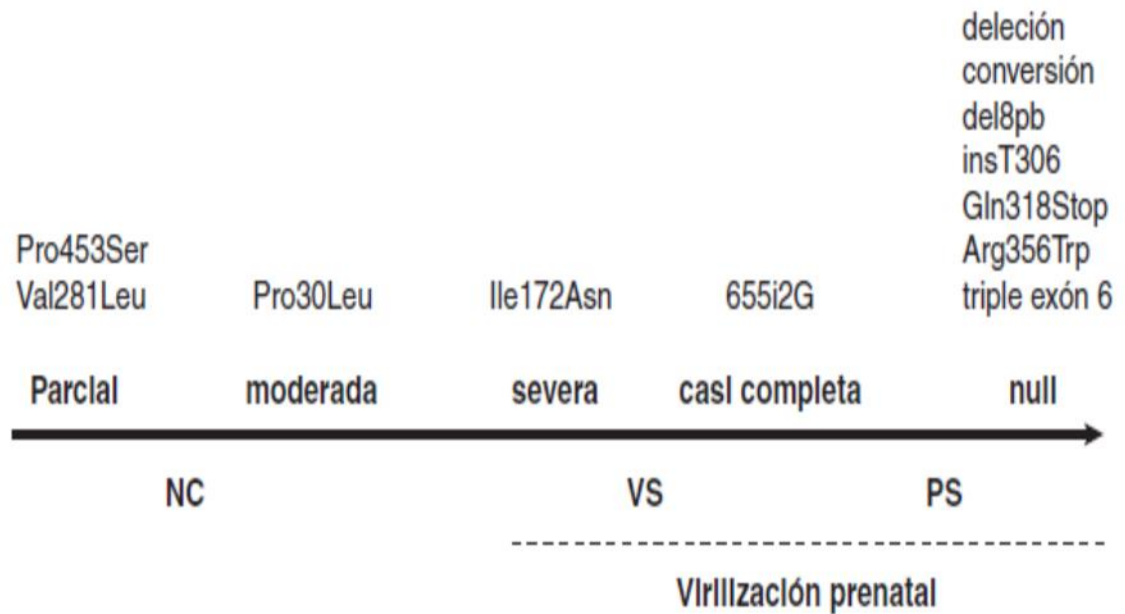 deleción
conversión
del8pb
insT306
Gln318Stop
Pro453Ser
Arg356Trp
Val281Leu Pro30Leu Ile172Asn 655i2G triple exón 6
Parcial moderada severa casi completa null
NC VS PS
Virilización prenatal